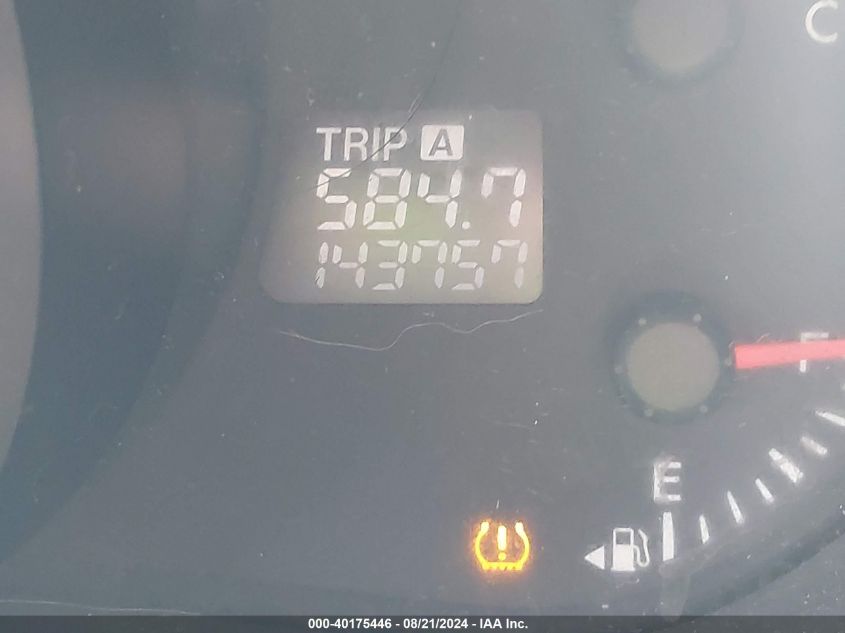 C
TRIP A
584.7
143757
F
E
000-40175446 - 08/21/2024 - IAA Inc.